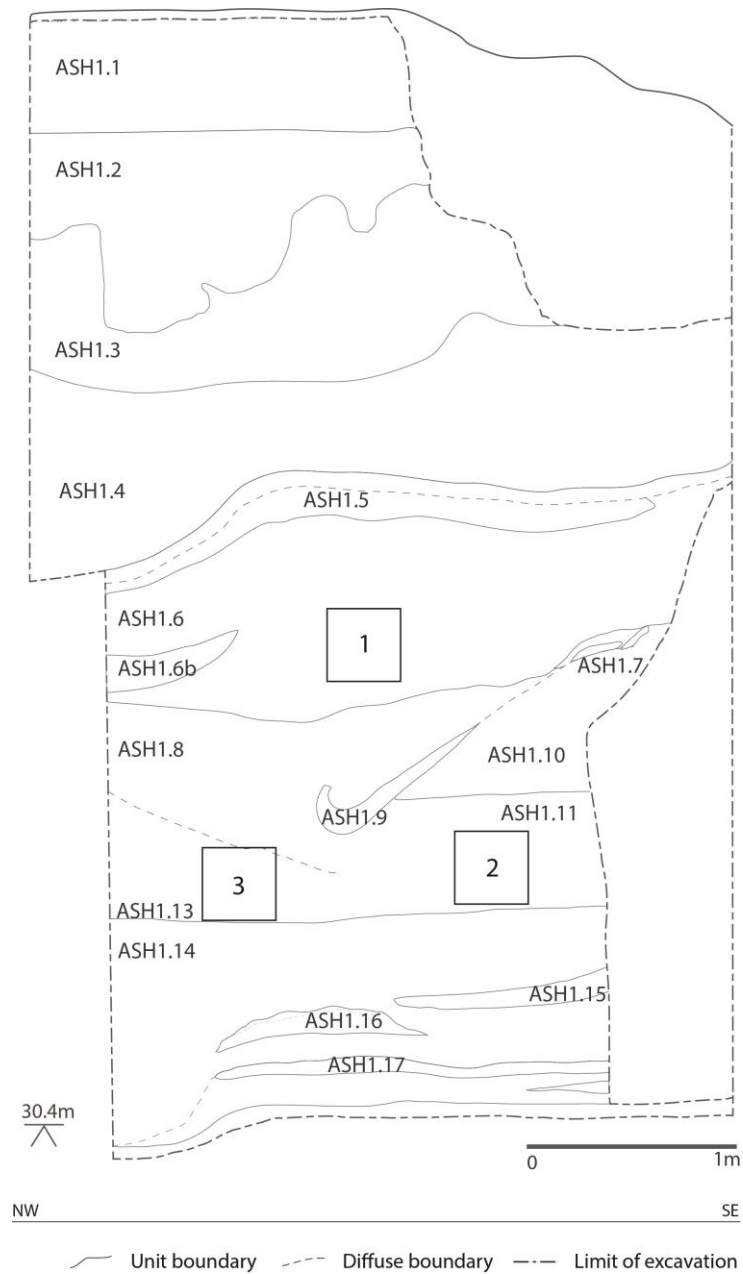 ASH1.1
ASH1.2
ASH1.3
ASH1.4
ASH1.5
ASH1.6
1
ASH1.6b
ASH1.7
ASH1.8
ASH1.10
ASH1.9
ASH1.11
2
3
ASH1.13
ASH1.14
ASH1.15
ASH1.16
ASH1.17
30.4m
0 1m
NW SE
Unit boundary Diffuse boundary Limit of excavation